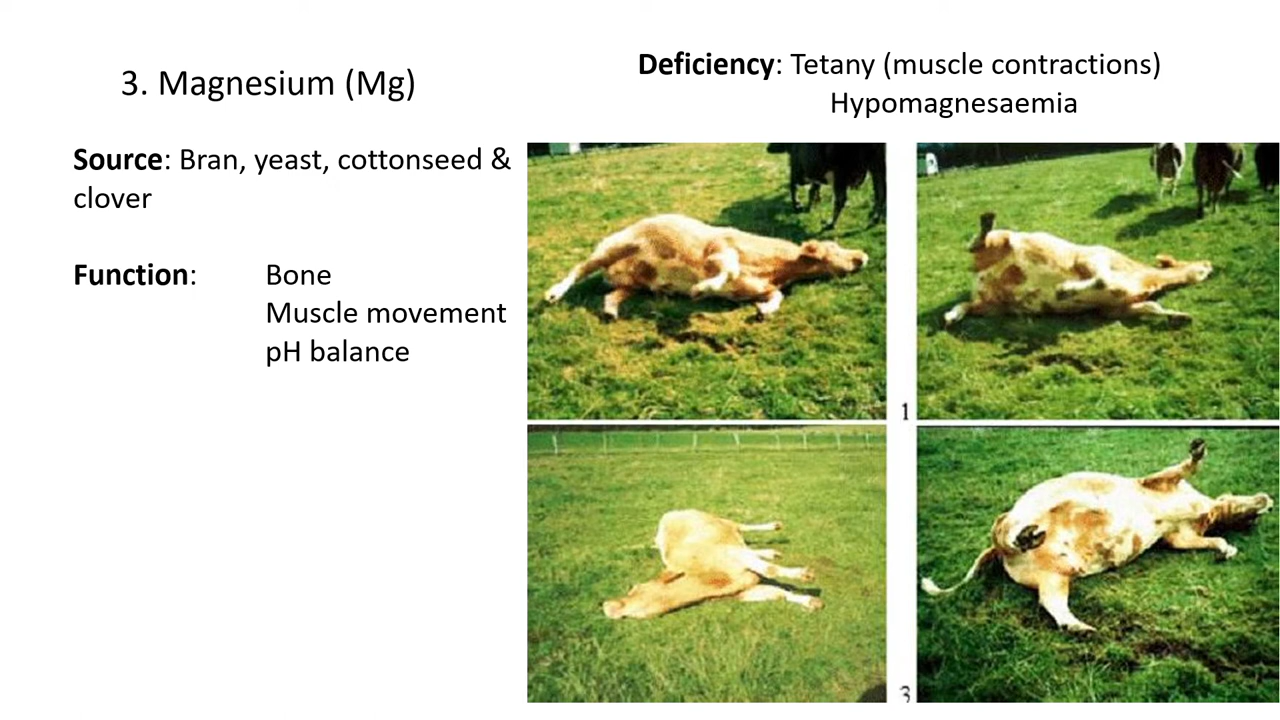 3. Magnesium (Mg)
Source: Bran, yeast, cottonseed &
clover
Function: Bone
Muscle movement
pH balance
Deficiency: Tetany (muscle contractions)
Hypomagnesaemia
1
3